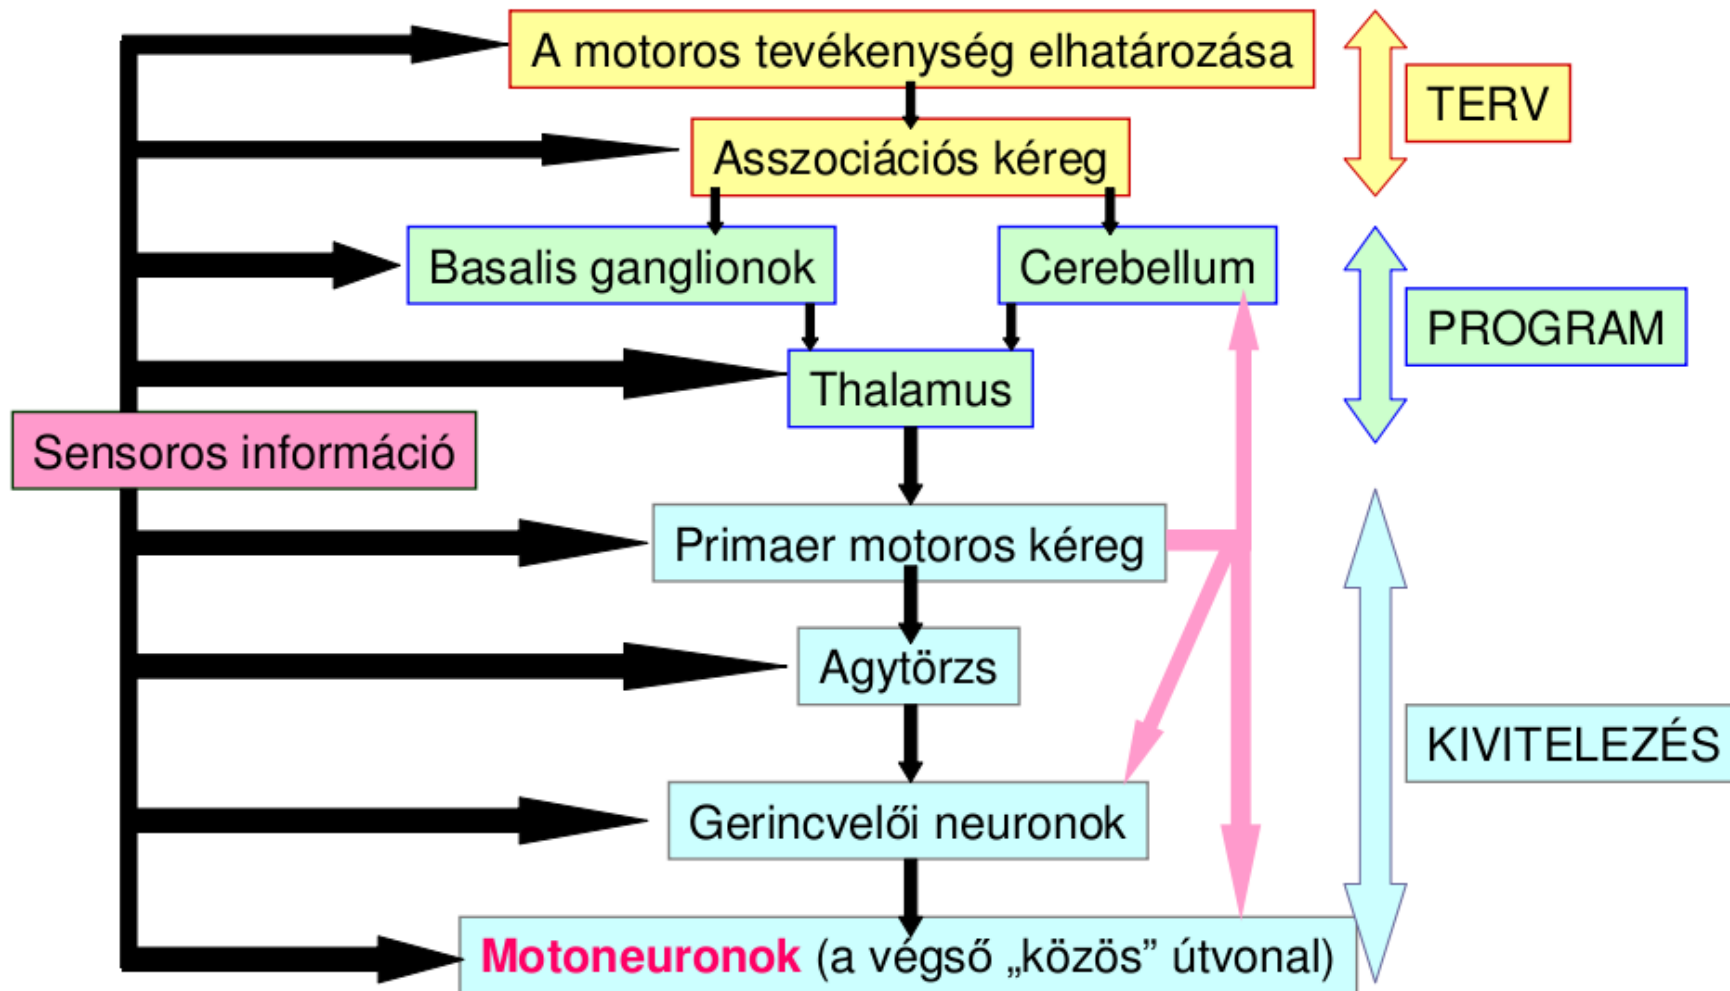 A motoros tevékenység elhatározása
TERV
Asszociációs kéreg
Basalis ganglionok
Cerebellum
PROGRAM
Thalamus
Sensoros információ
Primaer motoros kéreg
Agytörzs
KIVITELEZÉS
Gerincvelői neuronok
Motoneuronok (a végső „közös” útvonal)